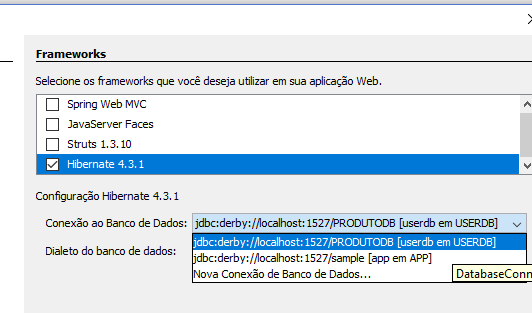 Frameworks
Selecione os frameworks que você deseja utilizar em sua aplicação Web.
Spring Web MVC
JavaServer Faces
Struts 1.3.10
Hibernate 4.3.1
Configuração Hibernate 4.3.1
Conexão ao Banco de Dados: jdbc:derby://localhost:1527/PRODUTODB [userdb em USERDB]
jdbc:derby://localhost:1527/PRODUTODB [userdb em USERDB]
Dialeto do banco de dados:
jdbc:derby://localhost:1527/sample [app em APP]
Nova Conexão de Banco de Dados...
DatabaseConn